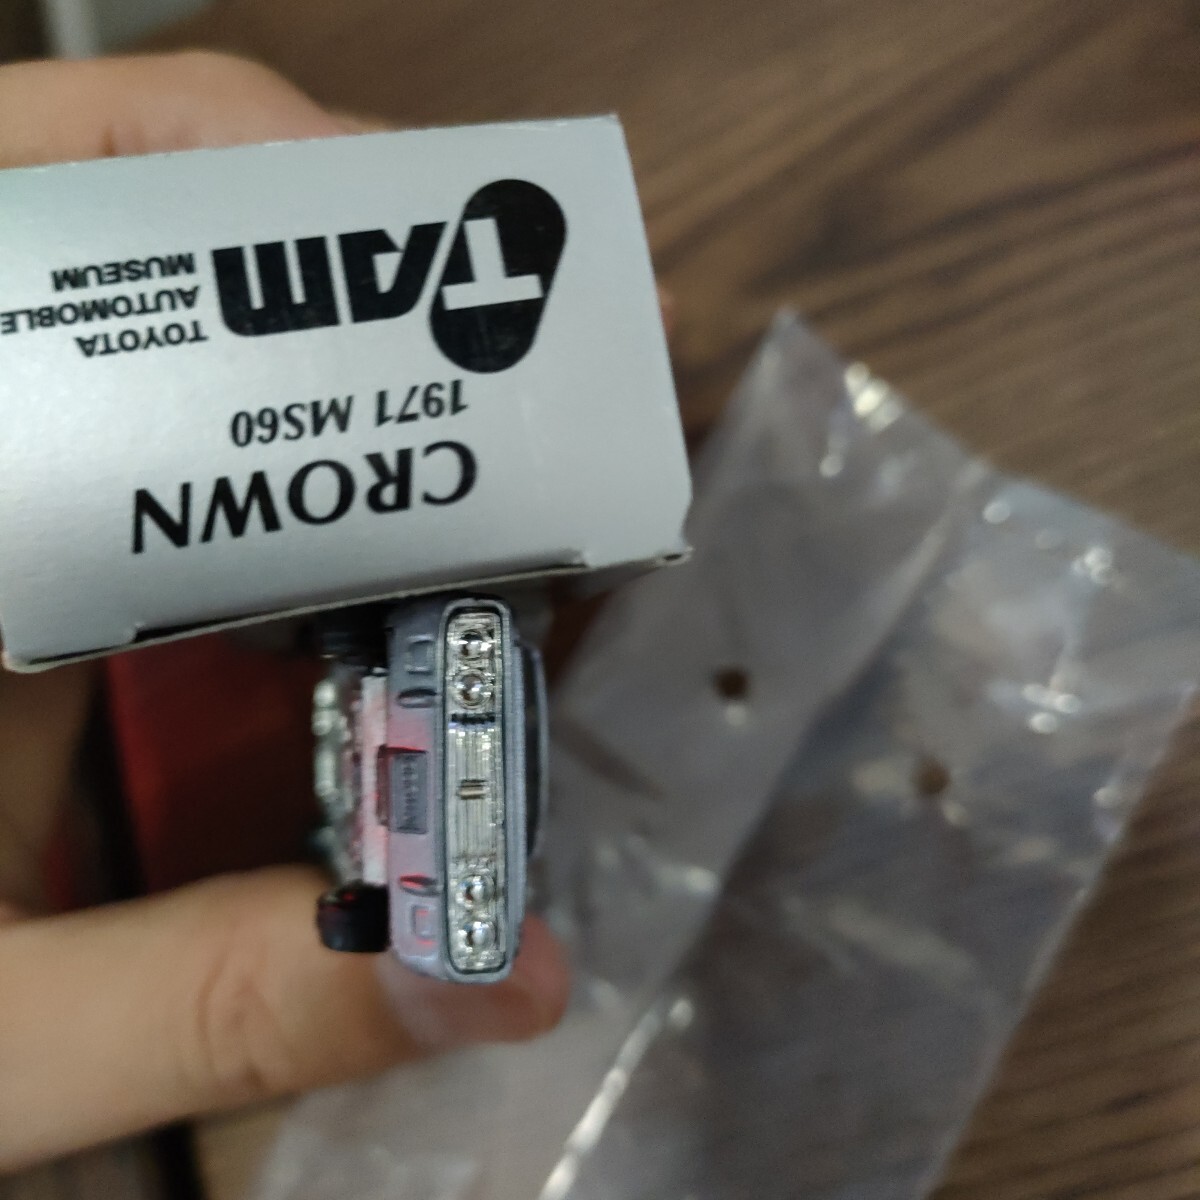 CROWN
1971 MS60
TAM
TOYOTA
AUTOMOBILE
MUSEUM